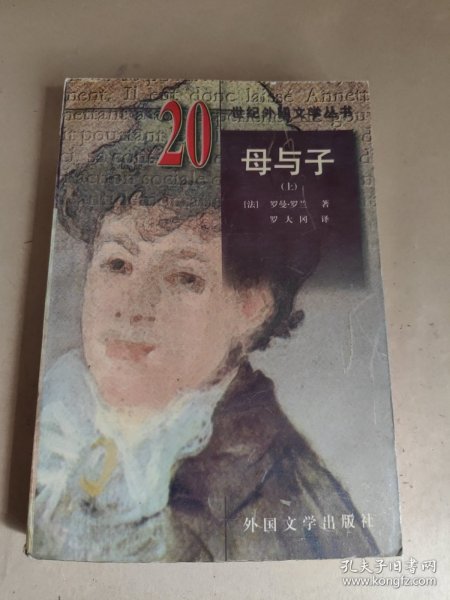 20世纪外国文学丛书
母与子
（上）
[法] 罗曼·罗兰 著
罗大冈 译
外国文学出版社
孔夫子旧书网
www.kongfz.com